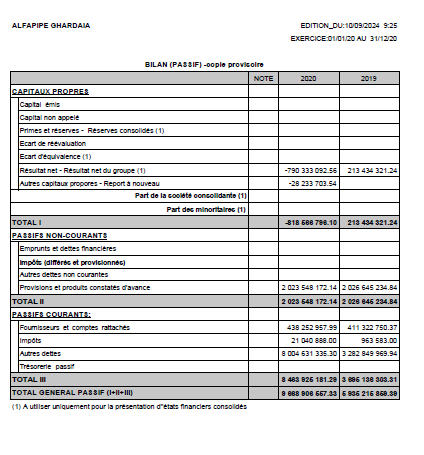 ALFAPIPE GHARDAIA EDITION_DU:10/09/2024 9:25
EXERCICE:01/01/20 AU 31/12/20
BILAN (PASSIF) -copie provisoire
NOTE 2020 2019
CAPITAUX PROPRES
Capital émis
Capital non appelé
Primes et réserves - Réserves consolidés (1)
Ecart de réévaluation
Ecart d'équivalence (1)
Résultat net - Résultat net du groupe (1) -790 333 092.56 213 434 321.24
Autres capitaux propores - Report à nouveau -28 233 703.54
Part de la société consolidante (1)
Part des minoritaires (1)
TOTAL I -818 566 796.10 213 434 321.24
PASSIFS NON-COURANTS
Emprunts et dettes financières
Impôts (différés et provisionnés)
Autres dettes non courantes
Provisions et produits constatés d'avance 2 023 548 172.14 2 026 645 234.84
TOTAL II 2 023 548 172.14 2 026 645 234.84
PASSIFS COURANTS:
Fournisseurs et comptes rattachés 438 252 957.99 411 322 750.37
Impôts 21 040 888.00 963 583.00
Autres dettes 8 004 631 335.30 3 282 849 969.94
Trésorerie passif
TOTAL III 8 463 925 181.29 3 695 136 303.31
TOTAL GENERAL PASSIF (I+II+III) 9 668 906 557.33 5 935 215 859.39
(1) A utiliser uniquement pour la présentation d"états financiers consolidés